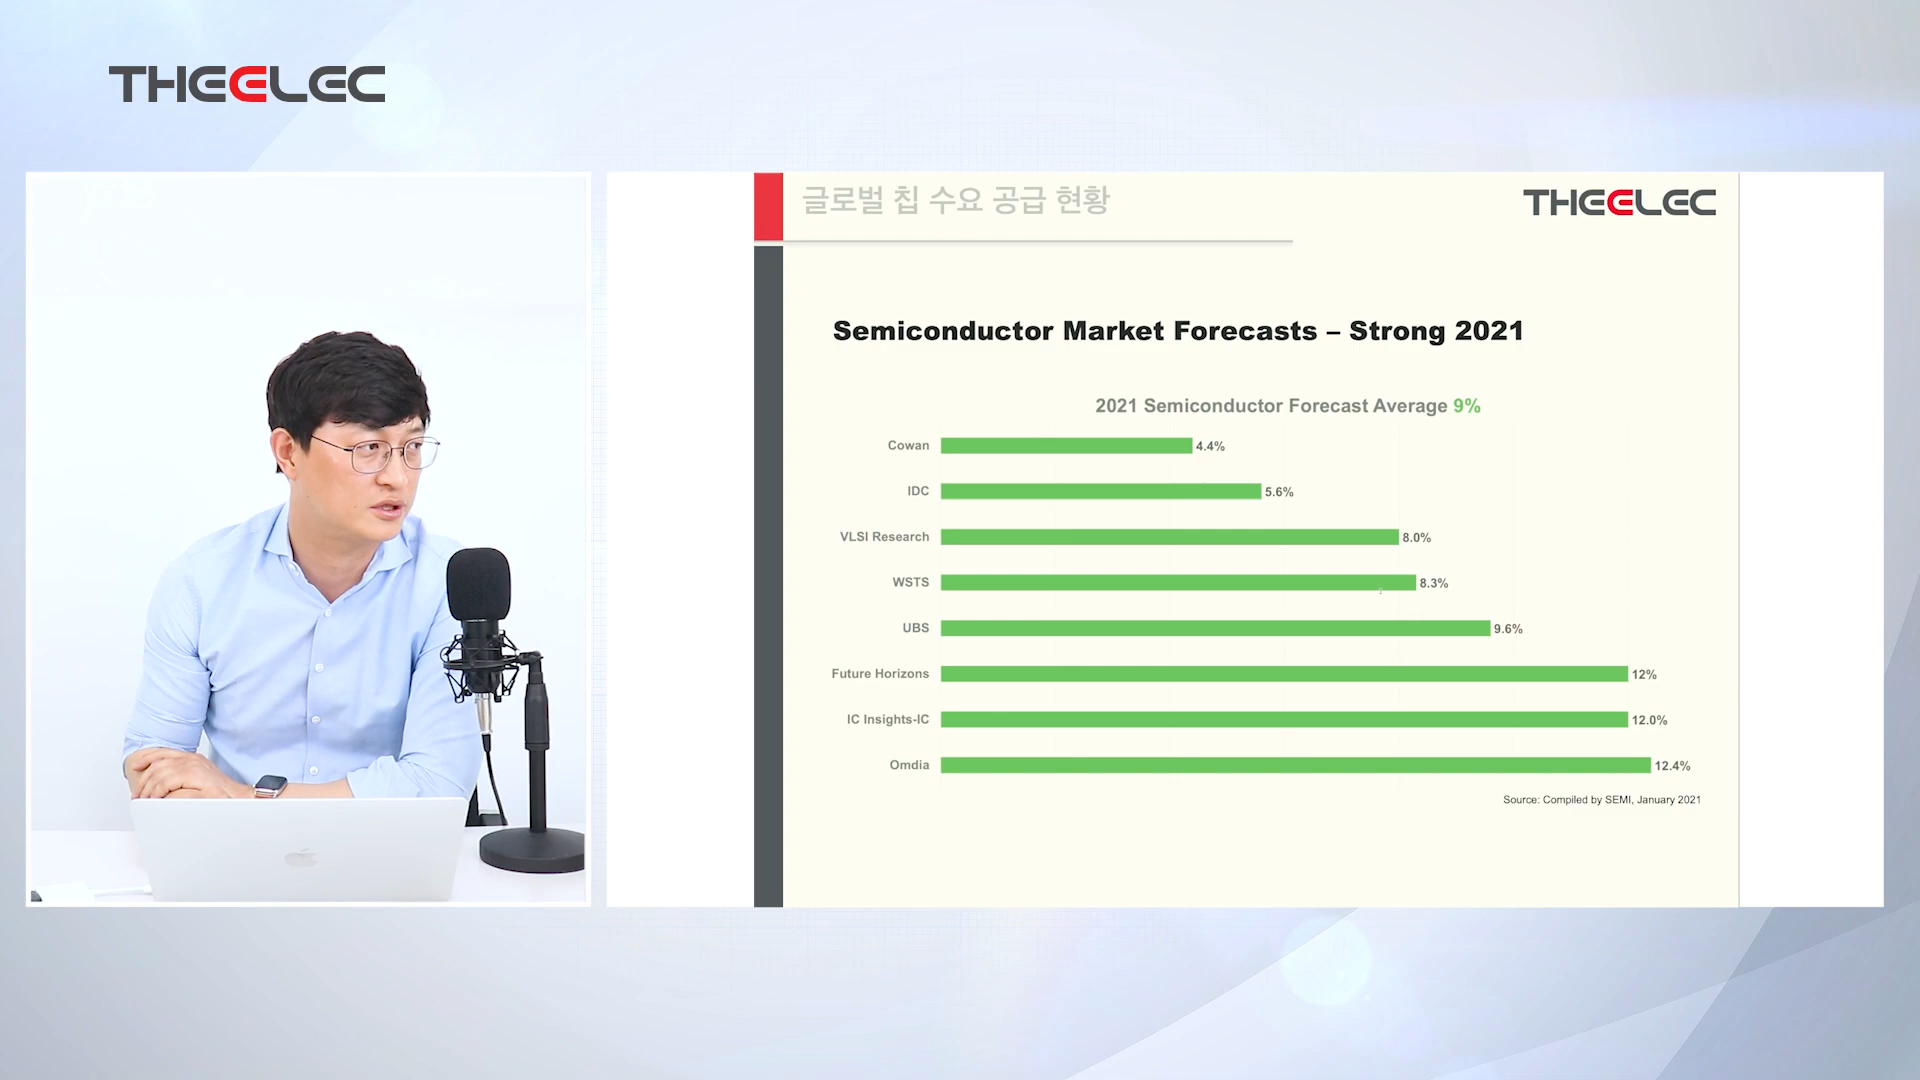 THEELEC
글로벌 칩 수요 공급 현황
THEELEC
Semiconductor Market Forecasts – Strong 2021
2021 Semiconductor Forecast Average 9%
Cowan 4.4%
IDC 5.6%
VLSI Research 8.0%
WSTS 8.3%
UBS 9.6%
Future Horizons 12%
IC Insights-IC 12.0%
Omdia 12.4%
Source: Compiled by SEMI, January 2021